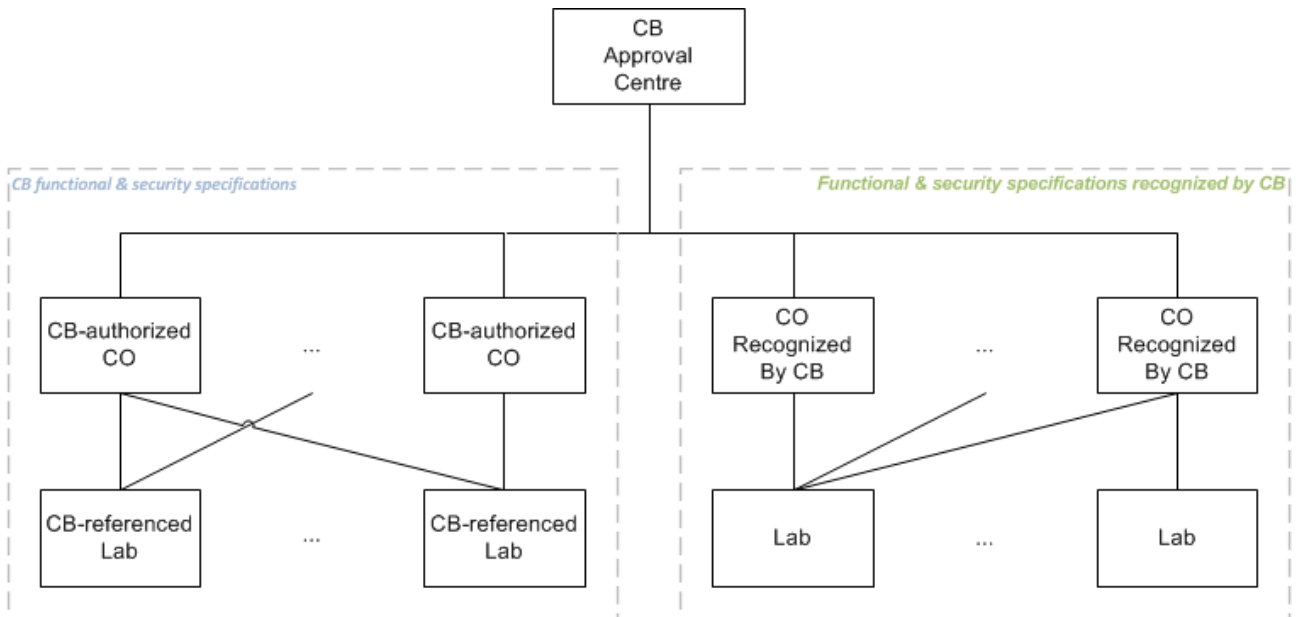 CB
Approval
Centre
CB functional & security specifications
Functional & security specifications recognized by CB
CB-authorized
CO
...
CB-authorized
CO
CO
Recognized
By CB
...
CO
Recognized
By CB
CB-referenced
Lab
...
CB-referenced
Lab
Lab
...
Lab